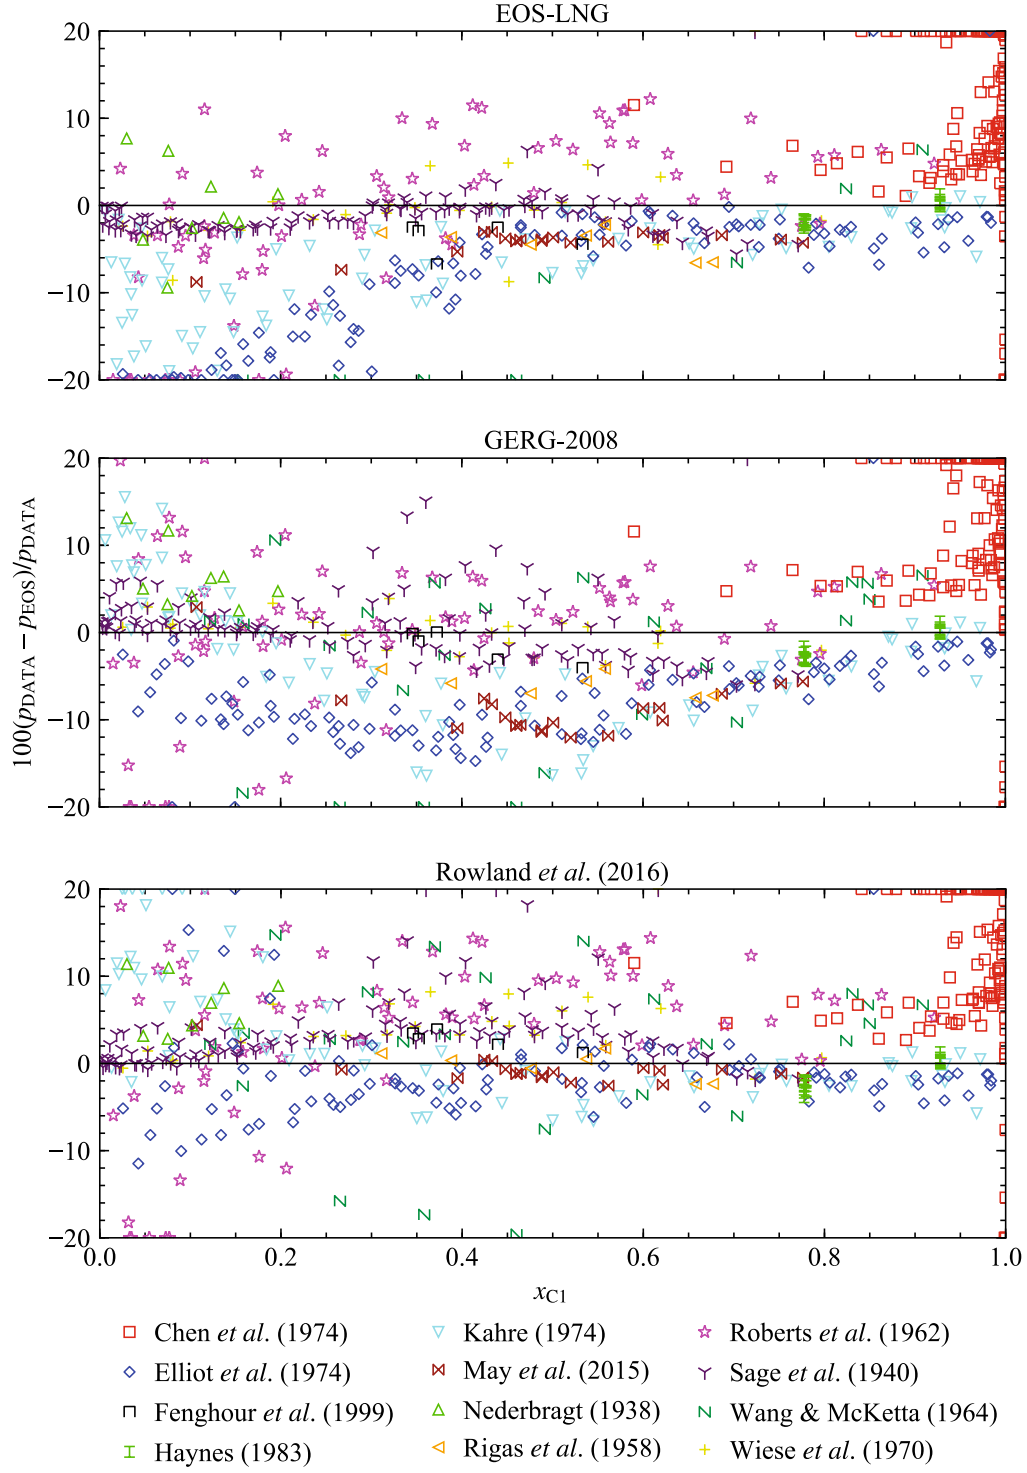 EOS-LNG
20
10
0
−10
−20
GERG-2008
20
10
0
−10
−20
100(pDATA − pEOS)/pDATA
Rowland et al. (2016)
20
10
0
−10
−20
0.0 0.2 0.4 0.6 0.8 1.0
xC1
Chen et al. (1974) Kahre (1974) Roberts et al. (1962)
Elliot et al. (1974) May et al. (2015) Sage et al. (1940)
Fenghour et al. (1999) Nederbragt (1938) Wang & McKetta (1964)
Haynes (1983) Rigas et al. (1958) Wiese et al. (1970)